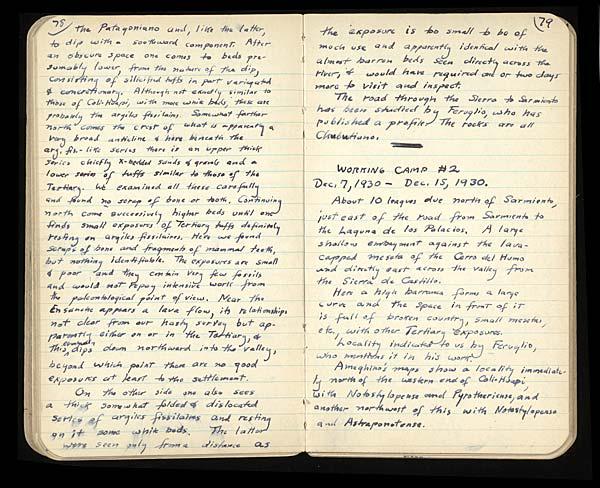 78
The Patagoniano and, like the latter,
to dip with a southward component. After
an obscure space one comes to beds pre-
sumably lower, from the nature of the dip,
consisting of silicified tuffs in part variegated
& concretionary. Although not exactly similar to
those of Coli-Huapi, with more white beds, these are
probably the argiles fissilaires. Somewhat farther
north comes the crest of what is apparently a
very broad anticline & here beneath the
arg. fis.-like series there is an upper thick
series chiefly x-bedded sands & gravels and a
lower series of tuffs similar to those of the
Tertiary. We examined all these carefully
and found no scrap of bone or tooth. Continuing
north come successively higher beds until one
finds small exposures of Tertiary tuffs definitely
resting on argiles fissilaires. Here we found
scraps of bone and fragments of mammal teeth,
but nothing identifiable. The exposures are small
& poor and they contain very few fossils
and would not repay intensive work from
the paleontological point of view. Near the
Ensanche appears a lava flow, its relationships
not clear from our hasty survey but ap-
parently either on or in the Tertiary, &
this dips down northward into the valley,
beyond which point there are no good
exposures at least to the settlement.
On the other side one also sees
a thick somewhat folded & dislocated
series of argiles fissilaires and resting
on it some white beds. The latter
were seen only from a distance as
79
the exposure is too small to be of
much use and apparently identical with the
almost barren beds seen directly across the
river, & would have required one or two days
more to visit and inspect.
The road through the Sierra to Sarmiento
has been studied by Feruglio, who has
published a profile. The rocks are all
Chubutiano.
WORKING CAMP #2
Dec. 7, 1930 – Dec. 15, 1930.
About 10 leagues due north of Sarmiento,
just east of the road from Sarmiento to
the Laguna de los Palacios. A large
shallow embayment against the lava-
capped meseta of the Cerro del Humo
and directly east across the valley from
the Sierra de Castillo.
Here a high barranca forms a large
curve and the space in front of it
is full of broken country, small mesetas,
etc., with other Tertiary exposures.
Locality indicated to us by Feruglio,
who mentions it in his work.
Ameghino's maps show a locality immediate-
ly north of the western end of Coli-Huapi,
with Notostylopense and Pyrotheriense, and
another northwest of this with Notostylopense
and Astraponotense.